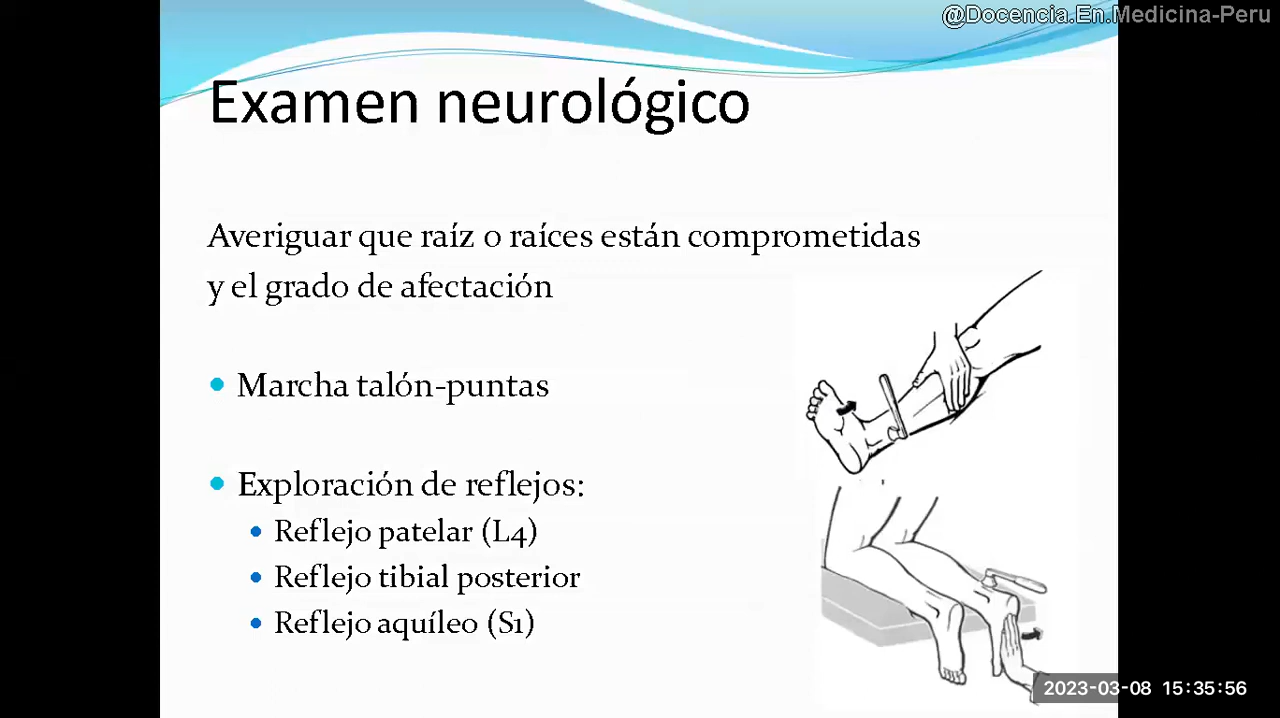 @Docencia.En.Medicina-Peru
Examen neurológico
Averiguar que raíz o raíces están comprometidas
y el grado de afectación
• Marcha talón-puntas
• Exploración de reflejos:
• Reflejo patelar (L4)
• Reflejo tibial posterior
• Reflejo aquíleo (S1)
2023-03-08 15:35:56